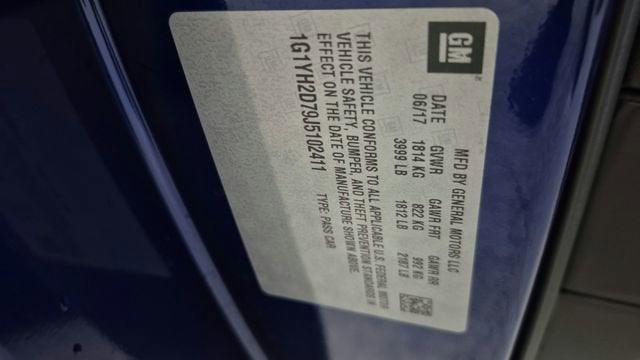 GM
MFD BY GENERAL MOTORS LLC
DATE GVWR GAWR FRT GAWR RR
06/17 1814 KG 822 KG 992 KG
3999 LB 1812 LB 2187 LB
THIS VEHICLE CONFORMS TO ALL APPLICABLE U.S. FEDERAL MOTOR
VEHICLE SAFETY, BUMPER, AND THEFT PREVENTION STANDARDS IN
EFFECT ON THE DATE OF MANUFACTURE SHOWN ABOVE.
1G1YH2D79J5102411 TYPE: PASS CAR